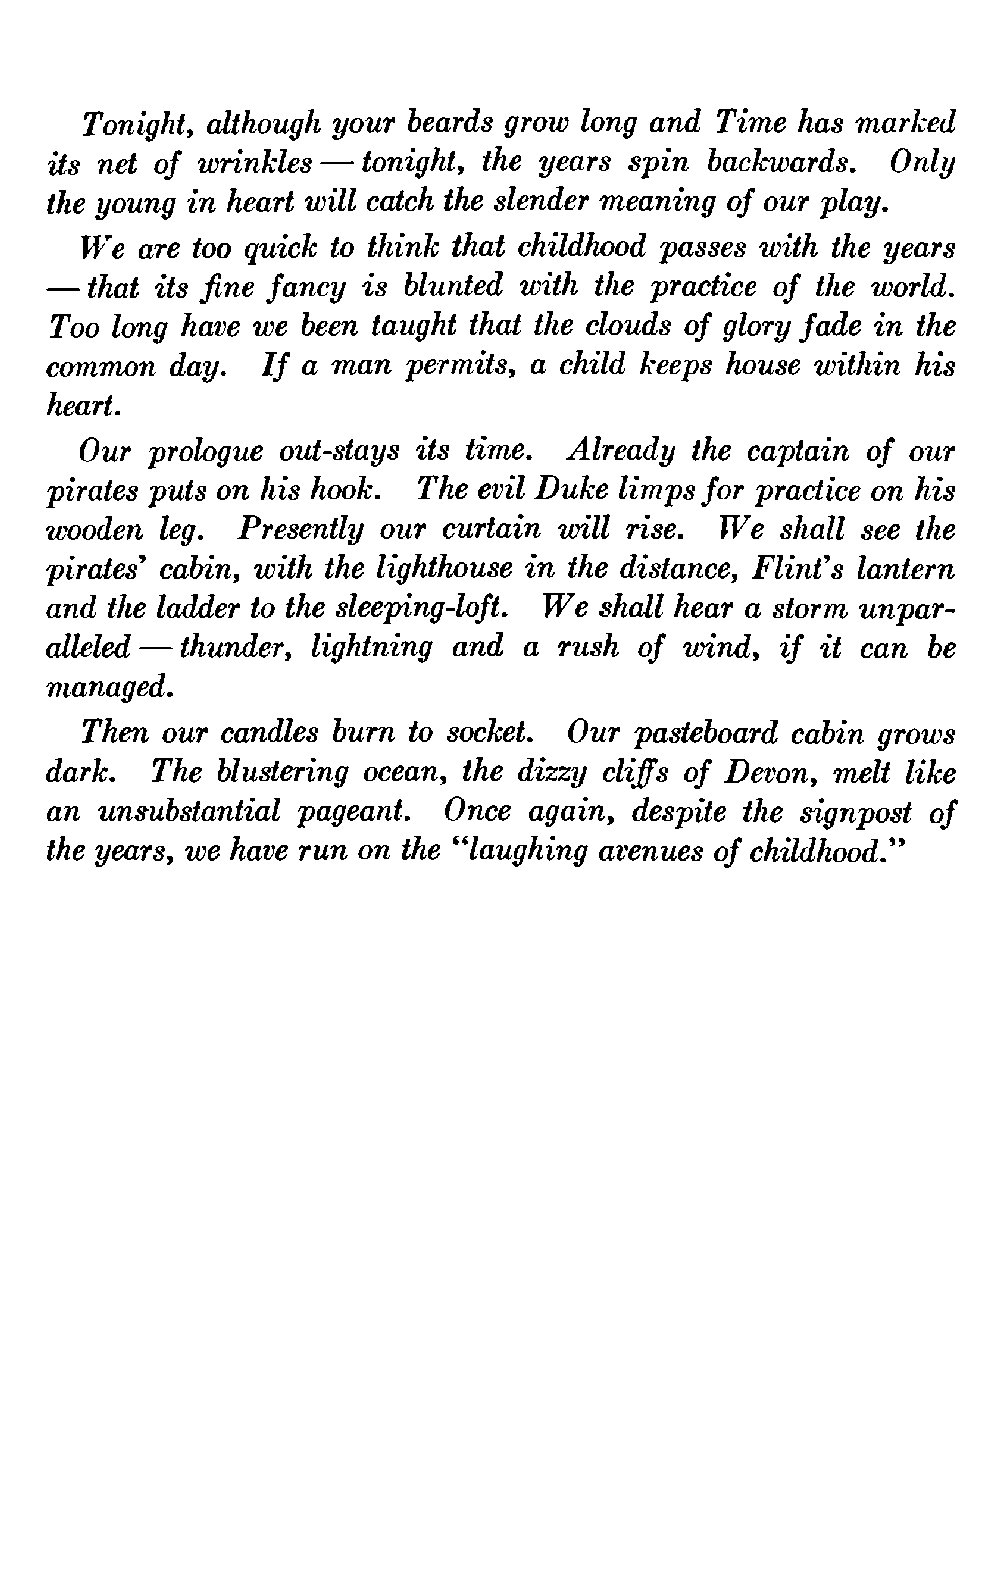 Tonight, although your beards grow long and Time has marked
its net of wrinkles — tonight, the years spin backwards. Only
the young in heart will catch the slender meaning of our play.
We are too quick to think that childhood passes with the years
— that its fine fancy is blunted with the practice of the world.
Too long have we been taught that the clouds of glory fade in the
common day. If a man permits, a child keeps house within his
heart.
Our prologue out-stays its time. Already the captain of our
pirates puts on his hook. The evil Duke limps for practice on his
wooden leg. Presently our curtain will rise. We shall see the
pirates' cabin, with the lighthouse in the distance, Flint's lantern
and the ladder to the sleeping-loft. We shall hear a storm unpar-
alleled — thunder, lightning and a rush of wind, if it can be
managed.
Then our candles burn to socket. Our pasteboard cabin grows
dark. The blustering ocean, the dizzy cliffs of Devon, melt like
an unsubstantial pageant. Once again, despite the signpost of
the years, we have run on the "laughing avenues of childhood."